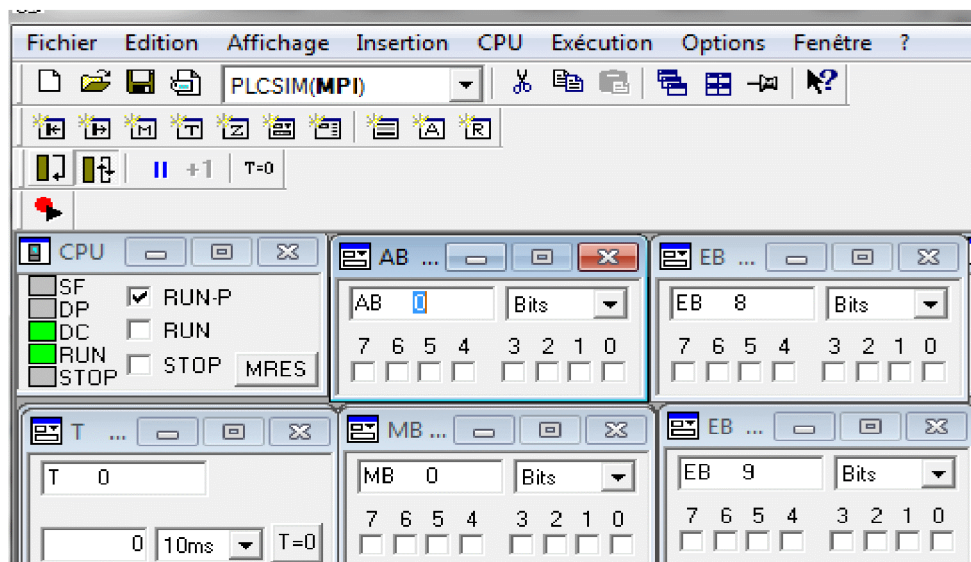 Fichier Edition Affichage Insertion CPU Exécution Options Fenêtre ?
PLCSIM(MPI)
+1 T=0
CPU
SF
DP
DC
RUN
STOP
RUN-P
RUN
STOP MRES
AB ...
AB 0 Bits
7 6 5 4 3 2 1 0
EB ...
EB 8 Bits
7 6 5 4 3 2 1 0
T ...
T 0
0 10ms T=0
MB ...
MB 0 Bits
7 6 5 4 3 2 1 0
EB ...
EB 9 Bits
7 6 5 4 3 2 1 0